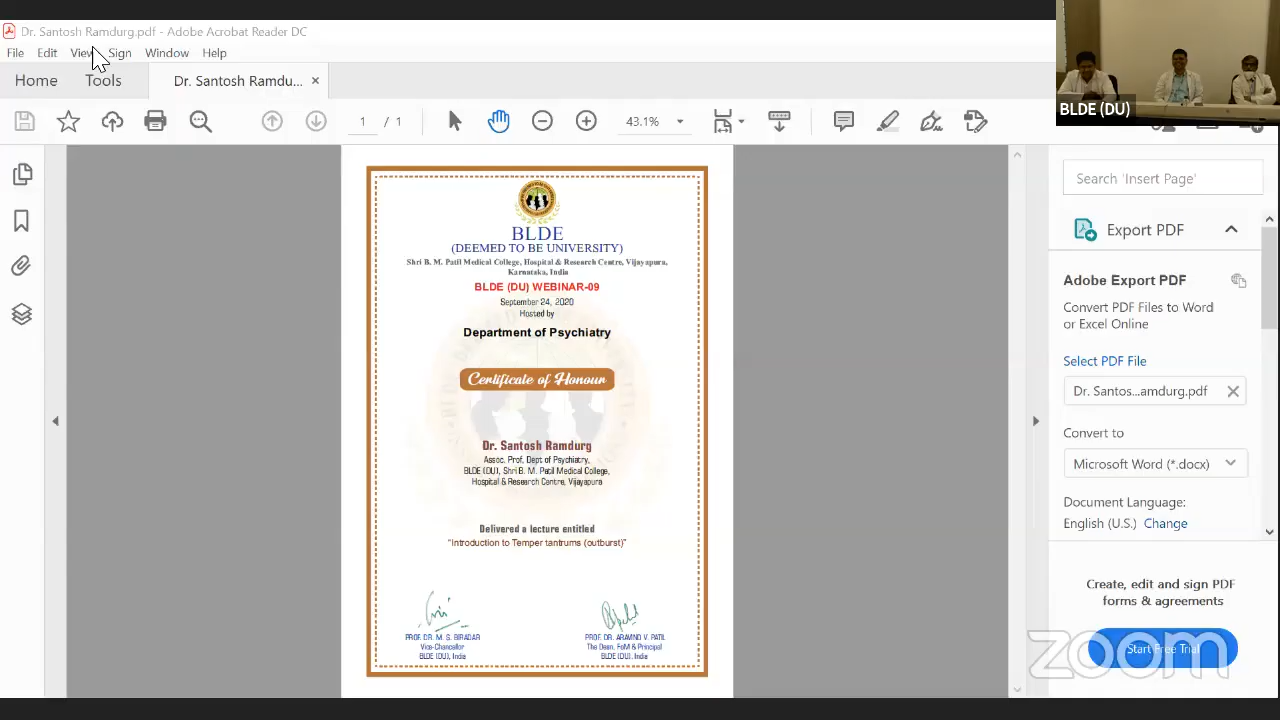 Dr. Santosh Ramdurg.pdf - Adobe Acrobat Reader DC
File Edit View Sign Window Help
Home Tools Dr. Santosh Ramdu... ×
1 / 1 43.1%
BLDE (DU)
BLDE
(DEEMED TO BE UNIVERSITY)
Shri B. M. Patil Medical College, Hospital & Research Centre, Vijayapura,
Karnataka, India
BLDE (DU) WEBINAR-09
September 24, 2020
Hosted by
Department of Psychiatry
Certificate of Honour
Dr. Santosh Ramdurg
Assoc. Prof. Dept of Psychiatry,
BLDE (DU), Shri B. M. Patil Medical College,
Hospital & Research Centre, Vijayapura
Delivered a lecture entitled
"Introduction to Temper tantrums (outburst)"
PROF. DR. M. S. BIRADAR
Vice-Chancellor
BLDE (DU), India
PROF. DR. ARAVIND V. PATIL
The Dean, FoM & Principal
BLDE (DU), India
Search 'Insert Page'
Export PDF
Adobe Export PDF
Convert PDF Files to Word
or Excel Online
Select PDF File
Dr. Santos...amdurg.pdf
Convert to
Microsoft Word (*.docx)
Document Language:
English (U.S.) Change
Create, edit and sign PDF
forms & agreements
Start Free Trial
zoom